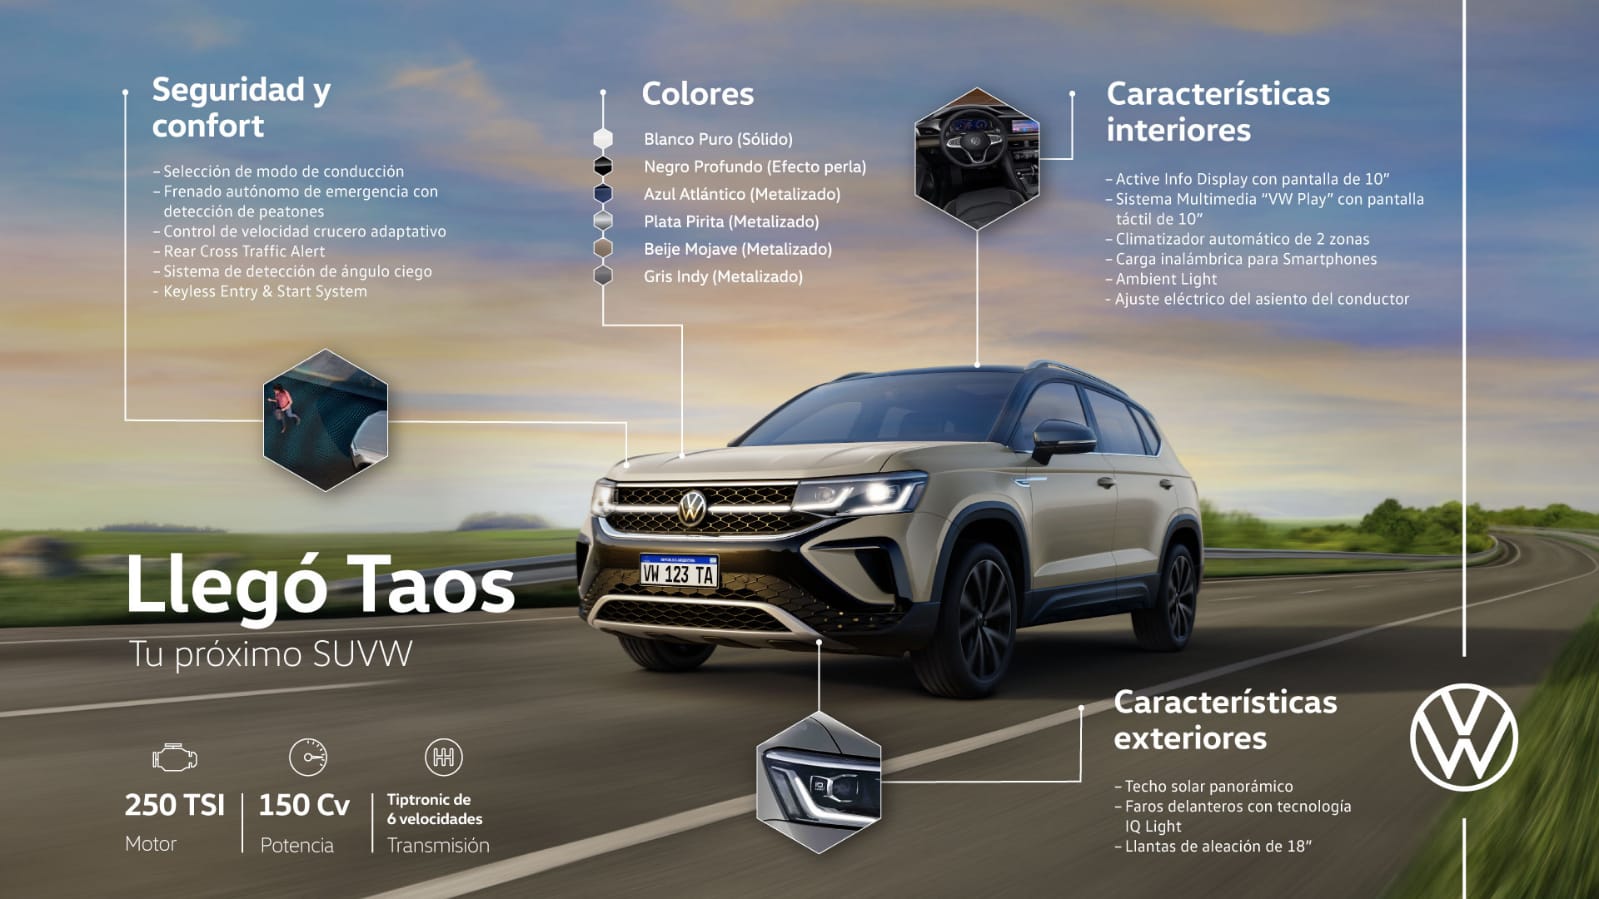 Seguridad y
confort
– Selección de modo de conducción
– Frenado autónomo de emergencia con
detección de peatones
– Control de velocidad crucero adaptativo
– Rear Cross Traffic Alert
– Sistema de detección de ángulo ciego
- Keyless Entry & Start System
Colores
Blanco Puro (Sólido)
Negro Profundo (Efecto perla)
Azul Atlántico (Metalizado)
Plata Pirita (Metalizado)
Beije Mojave (Metalizado)
Gris Indy (Metalizado)
Características
interiores
– Active Info Display con pantalla de 10”
– Sistema Multimedia “VW Play” con pantalla
táctil de 10”
– Climatizador automático de 2 zonas
– Carga inalámbrica para Smartphones
– Ambient Light
- Ajuste eléctrico del asiento del conductor
REPUBLICA ARGENTINA
VW 123 TA
Llegó Taos
Tu próximo SUVW
250 TSI
Motor
150 Cv
Potencia
Tiptronic de
6 velocidades
Transmisión
Características
exteriores
– Techo solar panorámico
– Faros delanteros con tecnología
IQ Light
– Llantas de aleación de 18”